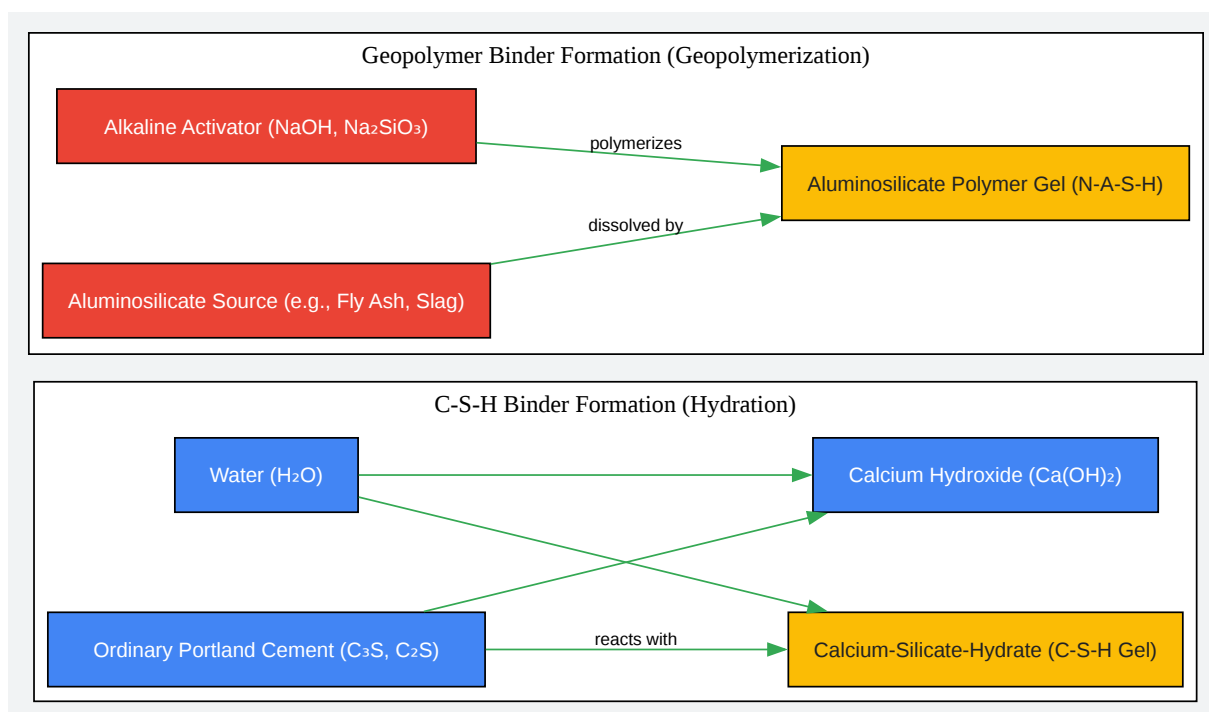 Geopolymer Binder Formation (Geopolymerization)
Alkaline Activator (NaOH, Na₂SiO₃)
polymerizes
Aluminosilicate Polymer Gel (N-A-S-H)
dissolved by
Aluminosilicate Source (e.g., Fly Ash, Slag)
C-S-H Binder Formation (Hydration)
Water (H₂O)
Calcium Hydroxide (Ca(OH)₂)
Ordinary Portland Cement (C₃S, C₂S)
reacts with
Calcium-Silicate-Hydrate (C-S-H Gel)